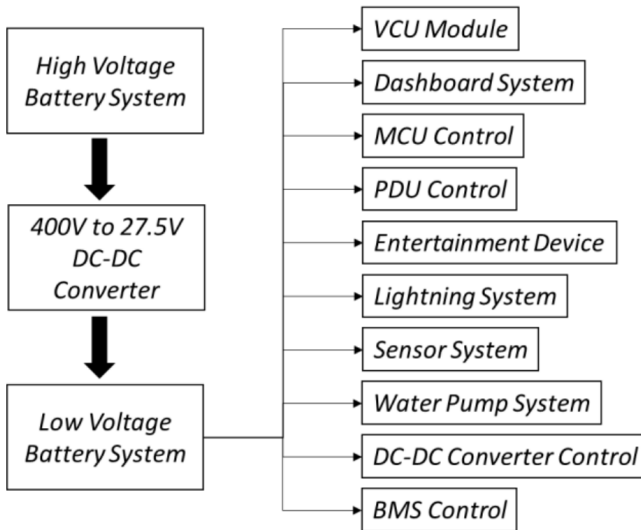 High Voltage
Battery System
400V to 27.5V
DC-DC
Converter
Low Voltage
Battery System
VCU Module
Dashboard System
MCU Control
PDU Control
Entertainment Device
Lightning System
Sensor System
Water Pump System
DC-DC Converter Control
BMS Control